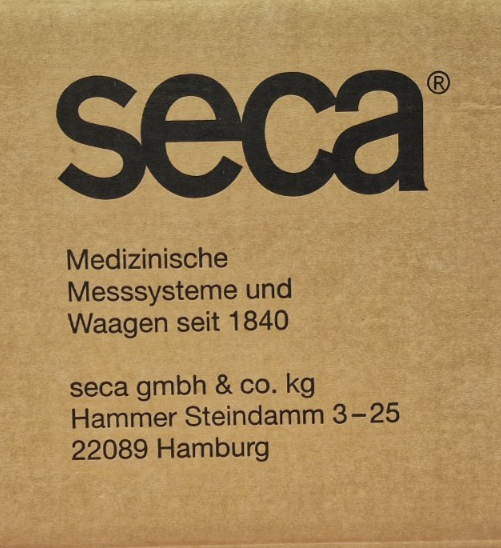 seca®
Medizinische
Messsysteme und
Waagen seit 1840
seca gmbh & co. kg
Hammer Steindamm 3–25
22089 Hamburg